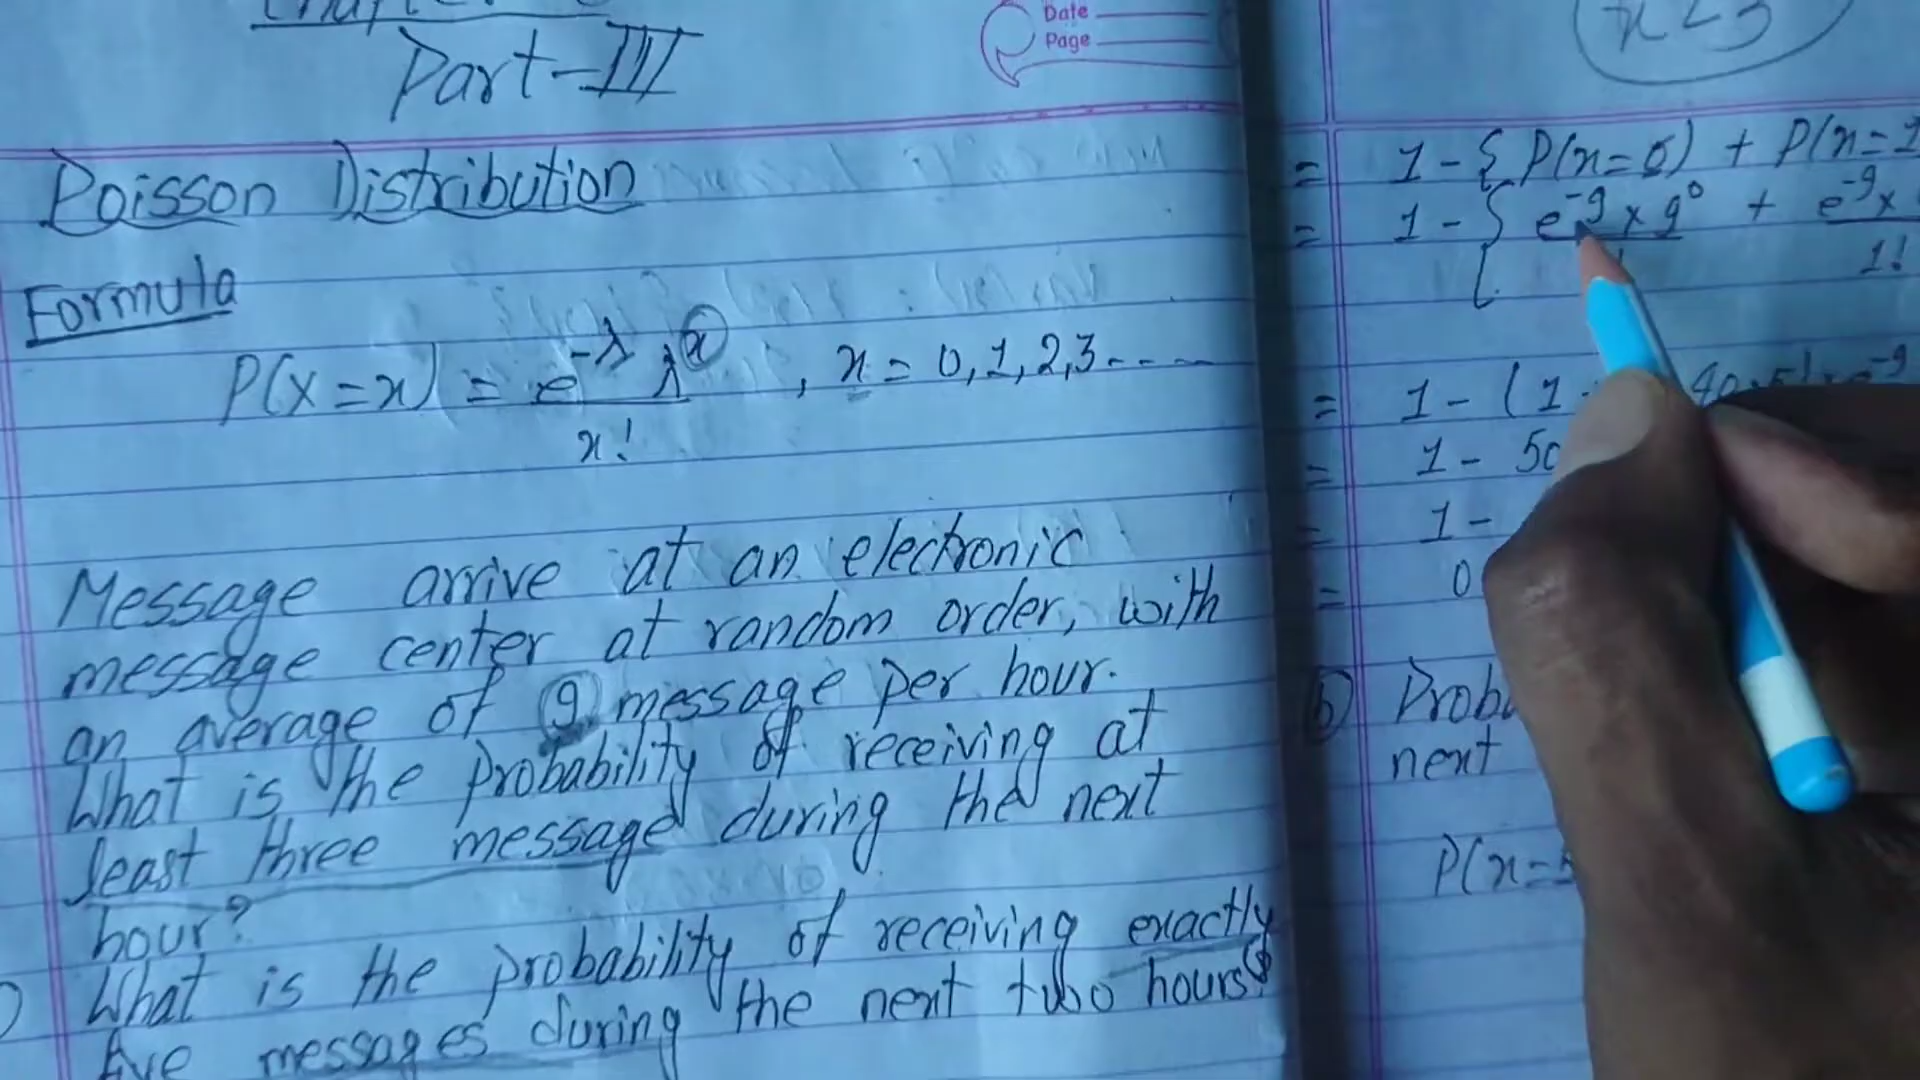 Part-III
Date
Page
Poisson Distribution
Formula
P(X=x) = e^-λ λ^x / x! , x = 0,1,2,3----
Message arrive at an electronic
message center at random order, with
an average of 9 message per hour.
What is the probability of receiving at
least three message during the next
hour?
What is the probability of receiving exactly
five messages during the next two hours?
x<3
= 1 - { P(x=0) + P(x=1
= 1 - { e^-9 x 9^0 + e^-9 x
1!
= 1 - (1
= 1 - 50
= 1 -
= 0
b)
next
P(x=5